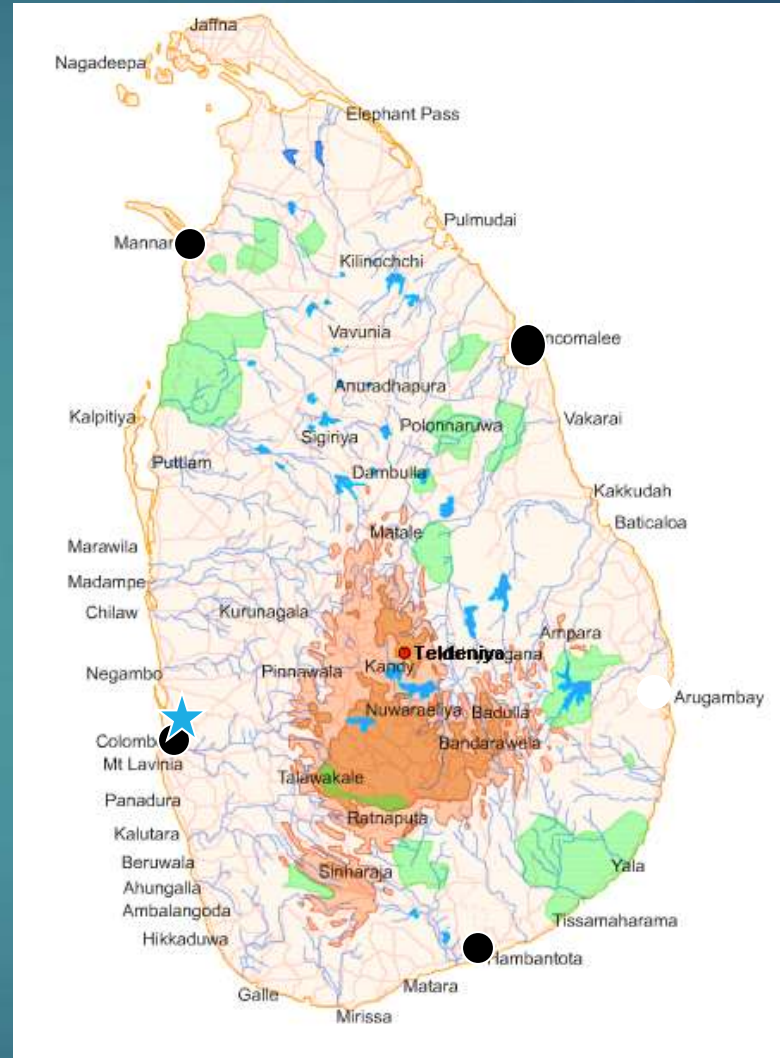 Jaffna
Nagadeepa
Elephant Pass
Pulmudai
Mannar
Kilinochchi
Vavunia
ncomalee
Anuradhapura
Kalpitiya
Polonnaruwa
Vakarai
Sigiriya
Puttlam
Dambulla
Kakkudah
Baticaloa
Matale
Marawila
Madampe
Chilaw
Kurunagala
Ampara
Teldeniya
Kandy
Negambo
Pinnawala
Arugambay
Nuwaraeliya
Badulla
Colomb
Bandarawela
Mt Lavinia
Talawakale
Panadura
Ratnaputa
Kalutara
Beruwala
Sinharaja
Yala
Ahungalla
Ambalangoda
Tissamaharama
Hikkaduwa
Hambantota
Galle
Matara
Mirissa